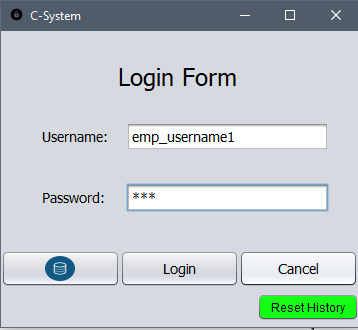 C-System
Login Form
Username: emp_username1
Password: ***
Login Cancel
Reset History